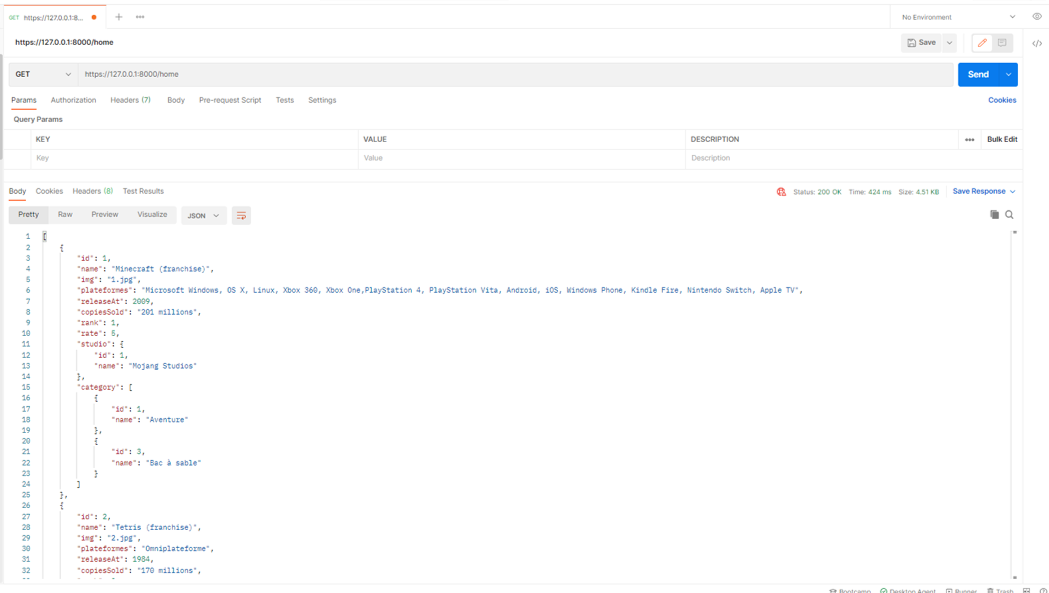 GET https://127.0.0.1:8...
No Environment
https://127.0.0.1:8000/home
Save
GET https://127.0.0.1:8000/home
Send
Params Authorization Headers (7) Body Pre-request Script Tests Settings Cookies
Query Params
KEY VALUE DESCRIPTION Bulk Edit
Key Value Description
Body Cookies Headers (8) Test Results Status: 200 OK Time: 424 ms Size: 4.51 KB Save Response
Pretty Raw Preview Visualize JSON
1 [
2 {
3 "id": 1,
4 "name": "Minecraft (franchise)",
5 "img": "1.jpg",
6 "plateformes": "Microsoft Windows, OS X, Linux, Xbox 360, Xbox One,PlayStation 4, PlayStation Vita, Android, iOS, Windows Phone, Kindle Fire, Nintendo Switch, Apple TV",
7 "releaseAt": 2009,
8 "copiesSold": "201 millions",
9 "rank": 1,
10 "rate": 5,
11 "studio": {
12 "id": 1,
13 "name": "Mojang Studios"
14 },
15 "category": [
16 {
17 "id": 1,
18 "name": "Aventure"
19 },
20 {
21 "id": 3,
22 "name": "Bac à sable"
23 }
24 ]
25 },
26 {
27 "id": 2,
28 "name": "Tetris (franchise)",
29 "img": "2.jpg",
30 "plateformes": "Omniplateforme",
31 "releaseAt": 1984,
32 "copiesSold": "170 millions",
Bootcamp Desktop Agent Runner Trash